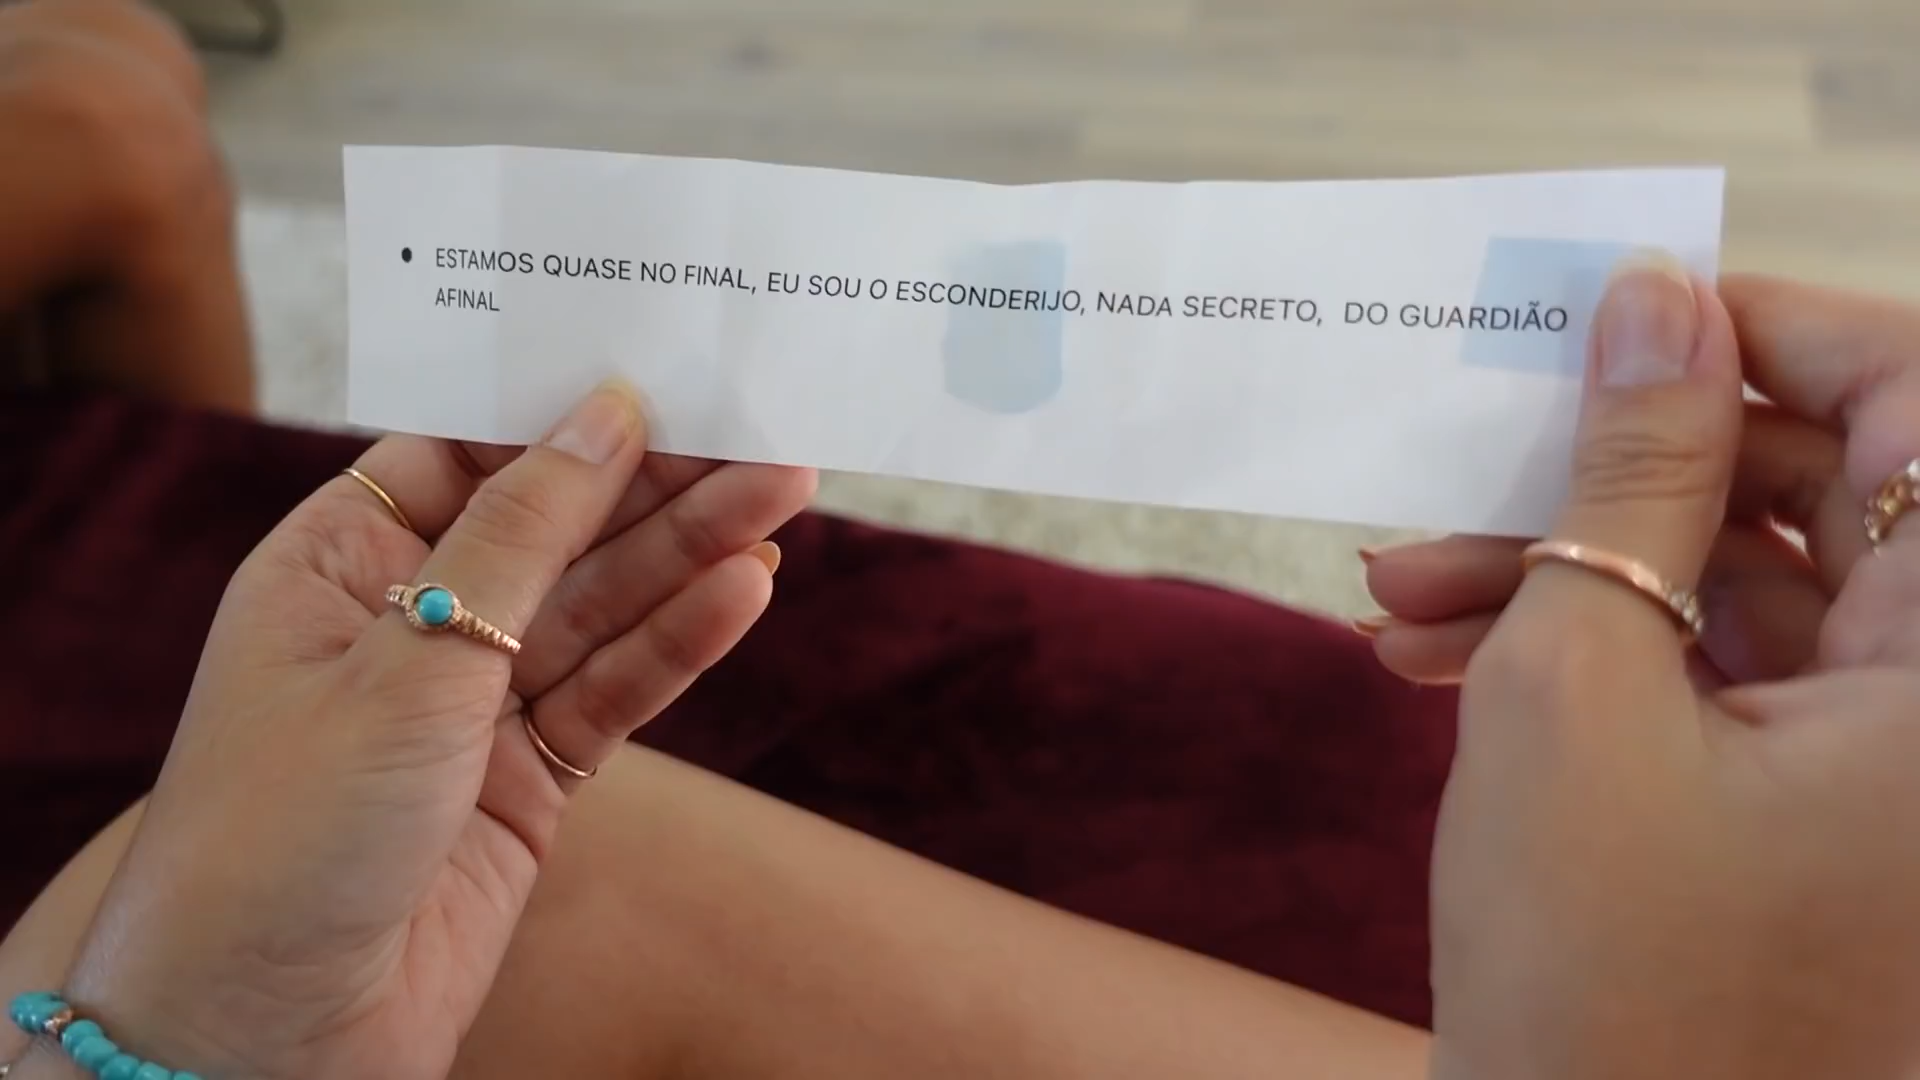 • ESTAMOS QUASE NO FINAL, EU SOU O ESCONDERIJO, NADA SECRETO, DO GUARDIÃO
AFINAL